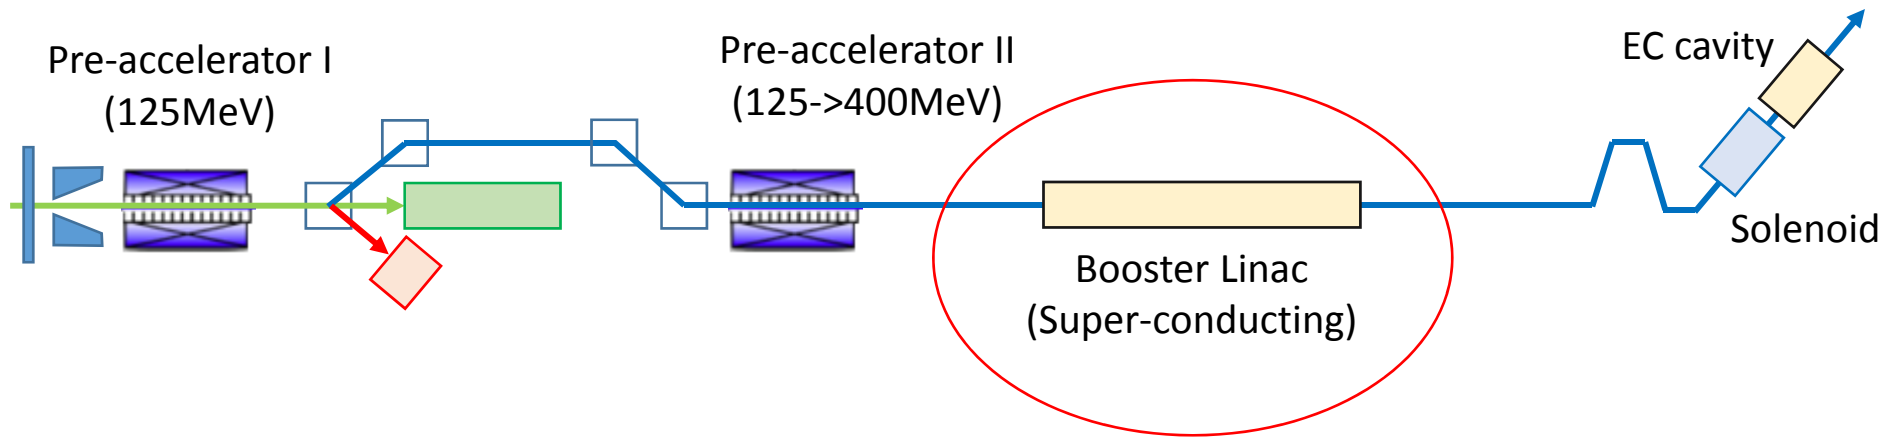 Pre-accelerator I
(125MeV)
Pre-accelerator II
(125->400MeV)
Booster Linac
(Super-conducting)
EC cavity
Solenoid